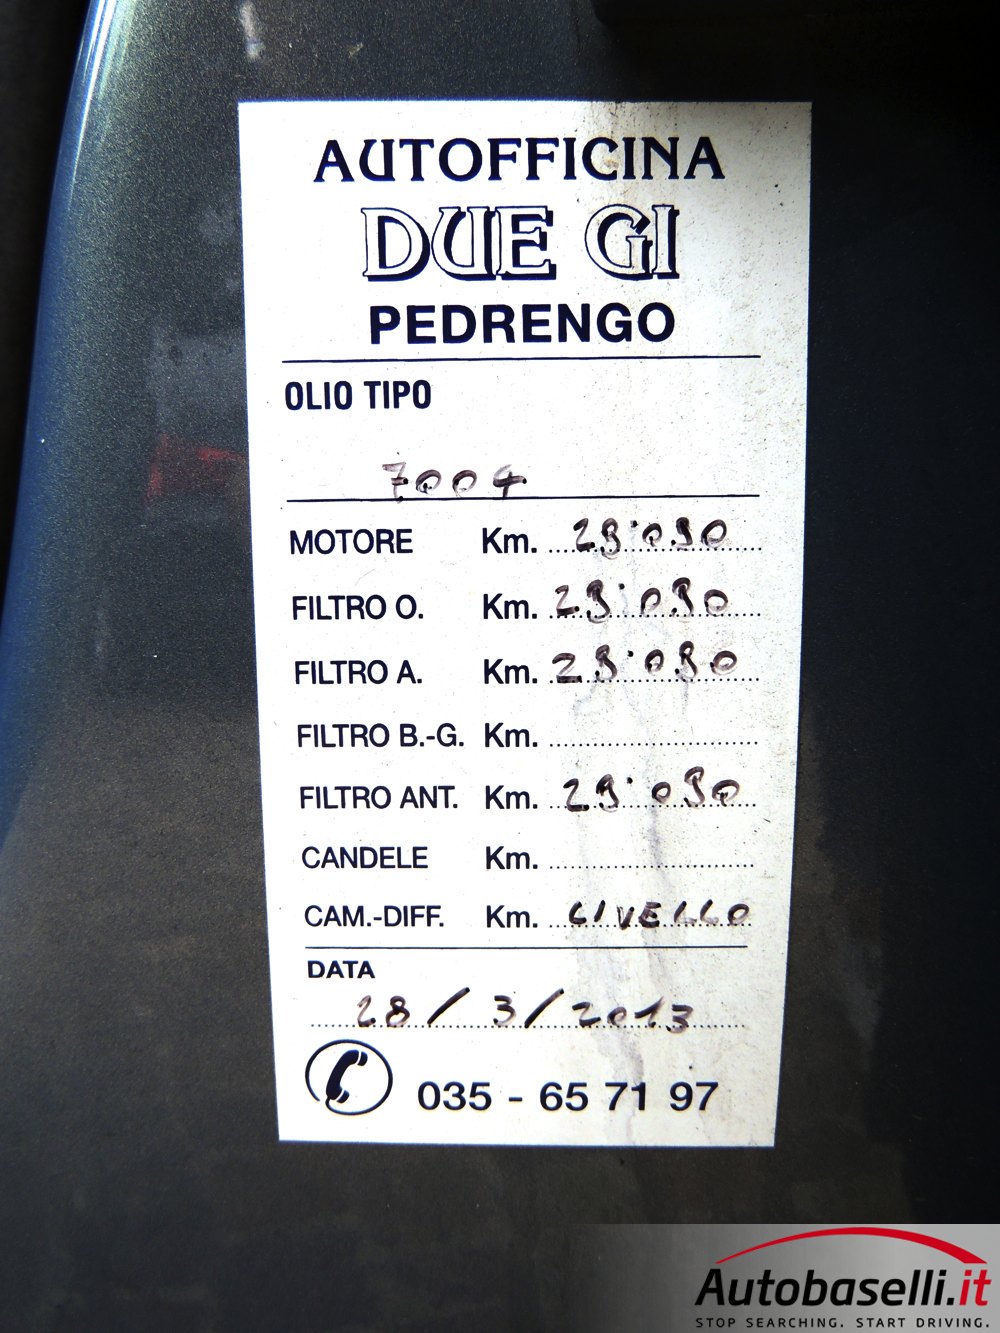 AUTOFFICINA
DUE GI
PEDRENGO
OLIO TIPO
7004
MOTORE Km. 29'090
FILTRO O. Km. 29'090
FILTRO A. Km. 29'090
FILTRO B.-G. Km.
FILTRO ANT. Km. 29'090
CANDELE Km.
CAM.-DIFF. Km. LIVELLO
DATA
28/3/2013
035 - 65 71 97
Autobaselli.it
STOP SEARCHING. START DRIVING.